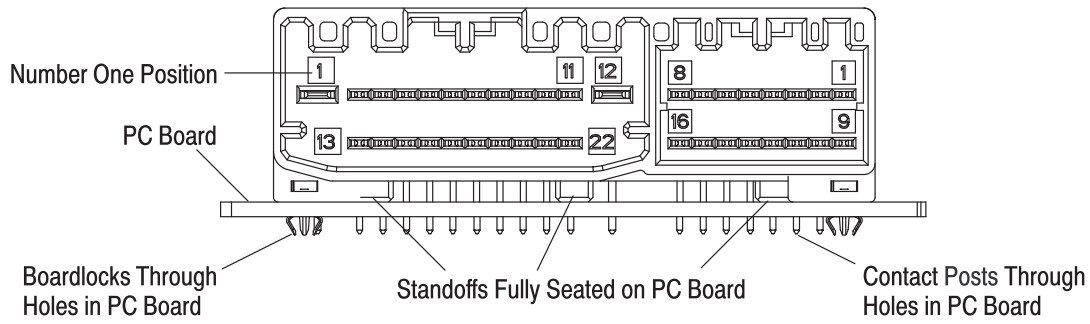 1
11
12
8
1
Number One Position
16
9
13
22
PC Board
Boardlocks Through
Holes in PC Board
Standoffs Fully Seated on PC Board
Contact Posts Through
Holes in PC Board